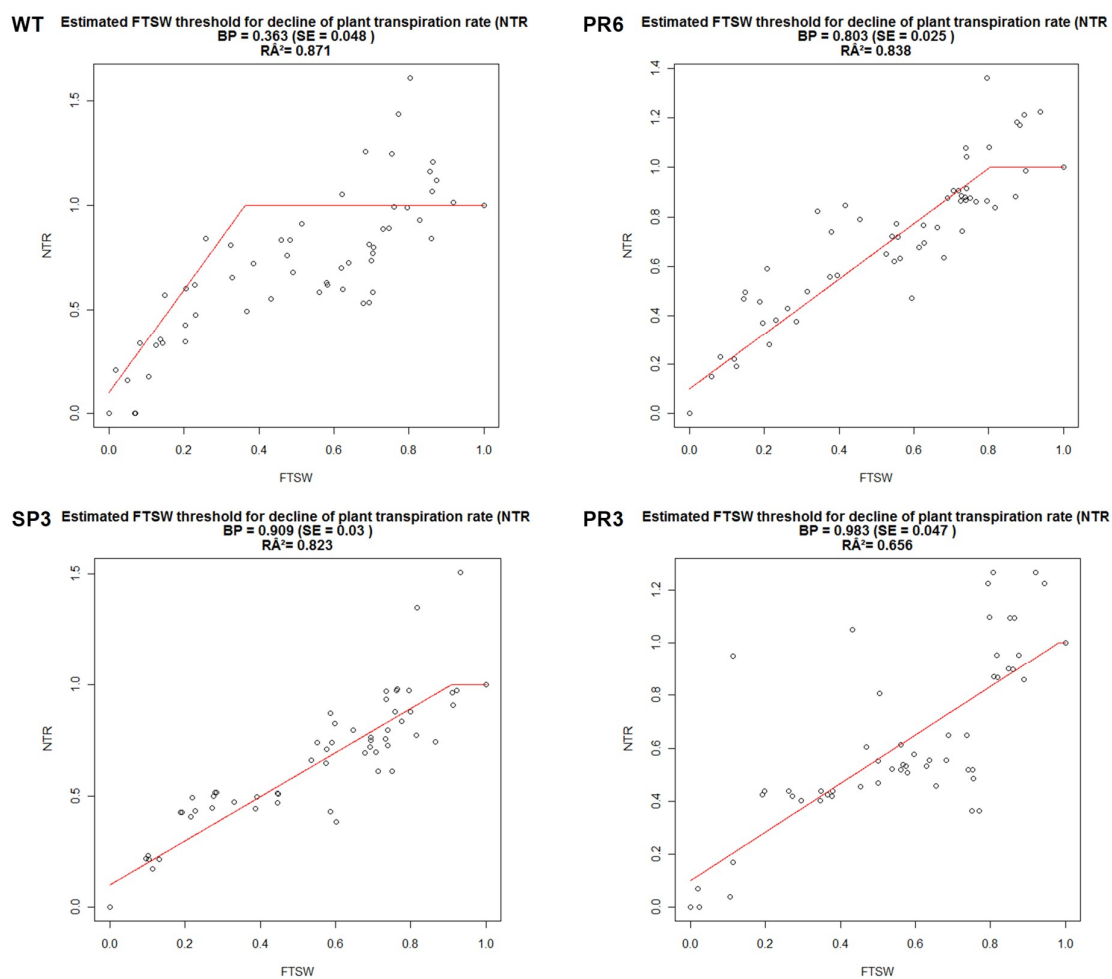 WT
Estimated FTSW threshold for decline of plant transpiration rate (NTR
BP = 0.363 (SE = 0.048 )
RÂ²= 0.871
NTR
0.0
0.5
1.0
1.5
0.0 0.2 0.4 0.6 0.8 1.0
FTSW
PR6
Estimated FTSW threshold for decline of plant transpiration rate (NTR
BP = 0.803 (SE = 0.025 )
RÂ²= 0.838
NTR
0.0
0.2
0.4
0.6
0.8
1.0
1.2
1.4
0.0 0.2 0.4 0.6 0.8 1.0
FTSW
SP3
Estimated FTSW threshold for decline of plant transpiration rate (NTR
BP = 0.909 (SE = 0.03 )
RÂ²= 0.823
NTR
0.0
0.5
1.0
1.5
0.0 0.2 0.4 0.6 0.8 1.0
FTSW
PR3
Estimated FTSW threshold for decline of plant transpiration rate (NTR
BP = 0.983 (SE = 0.047 )
RÂ²= 0.656
NTR
0.0
0.2
0.4
0.6
0.8
1.0
1.2
0.0 0.2 0.4 0.6 0.8 1.0
FTSW